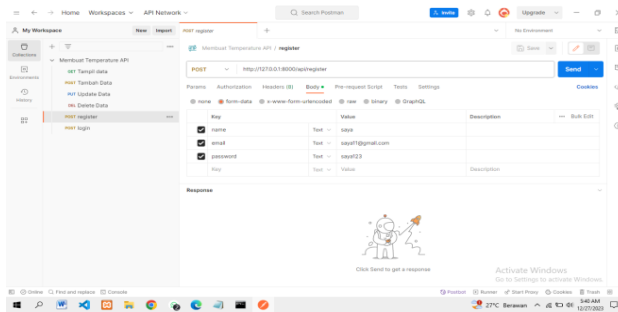 Home Workspaces API Network Search Postman Invite Upgrade
My Workspace New Import POST register No Environment
Collections
Membuat Temperature API
Membuat Temperature API / register Save
GET Tampil data
POST Tambah Data
PUT Update Data
DEL Delete Data
POST register
POST login
Environments
History
POST http://127.0.0.1:8000/api/register Send
Params Authorization Headers (8) Body Pre-request Script Tests Settings Cookies
none form-data x-www-form-urlencoded raw binary GraphQL
Key Value Description Bulk Edit
name Text saya
email Text saya11@gmail.com
password Text saya123
Key Text Value Description
Response
Click Send to get a response
Activate Windows
Go to Settings to activate Windows.
Online Find and replace Console Postbot Runner Start Proxy Cookies Trash
27°C Berawan 3:40 AM
12/27/2023